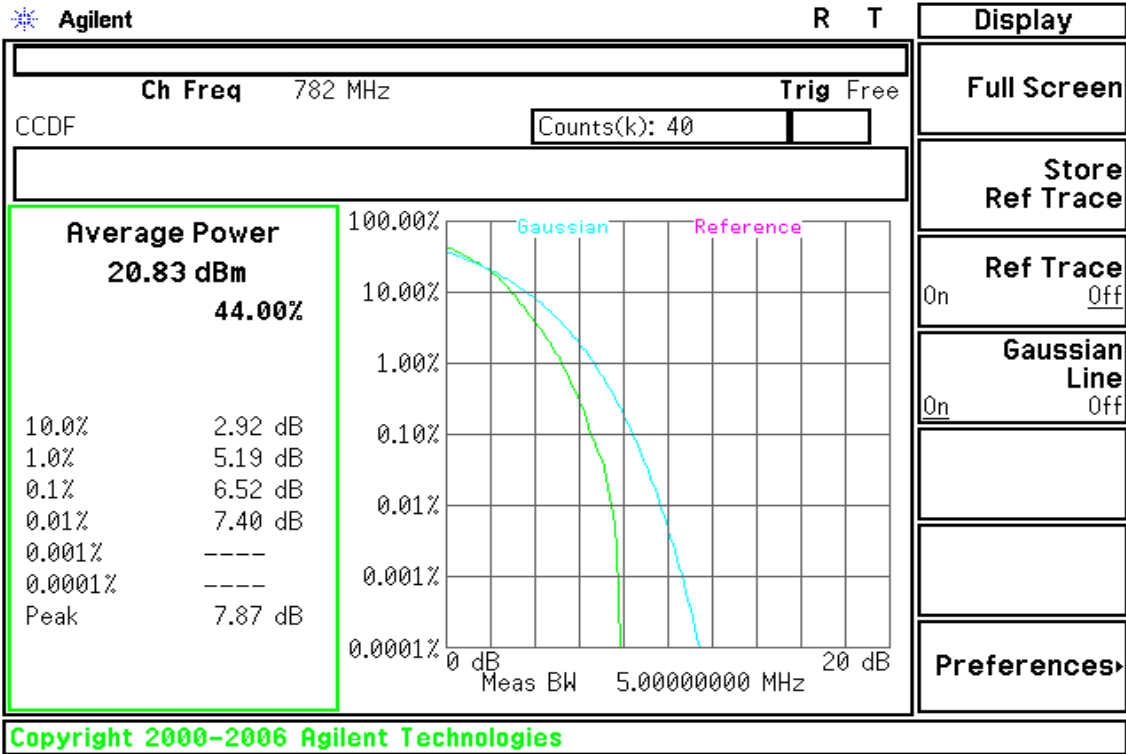 Agilent
R T
Display
Ch Freq 782 MHz
Trig Free
CCDF
Counts(k): 40
Average Power
20.83 dBm
44.00%
10.0% 2.92 dB
1.0% 5.19 dB
0.1% 6.52 dB
0.01% 7.40 dB
0.001% ----
0.0001% ----
Peak 7.87 dB
Gaussian
Reference
100.00%
10.00%
1.00%
0.10%
0.01%
0.001%
0.0001%
0 dB
20 dB
Meas BW 5.00000000 MHz
Full Screen
Store
Ref Trace
Ref Trace
On Off
Gaussian
Line
On Off
Preferences
Copyright 2000-2006 Agilent Technologies